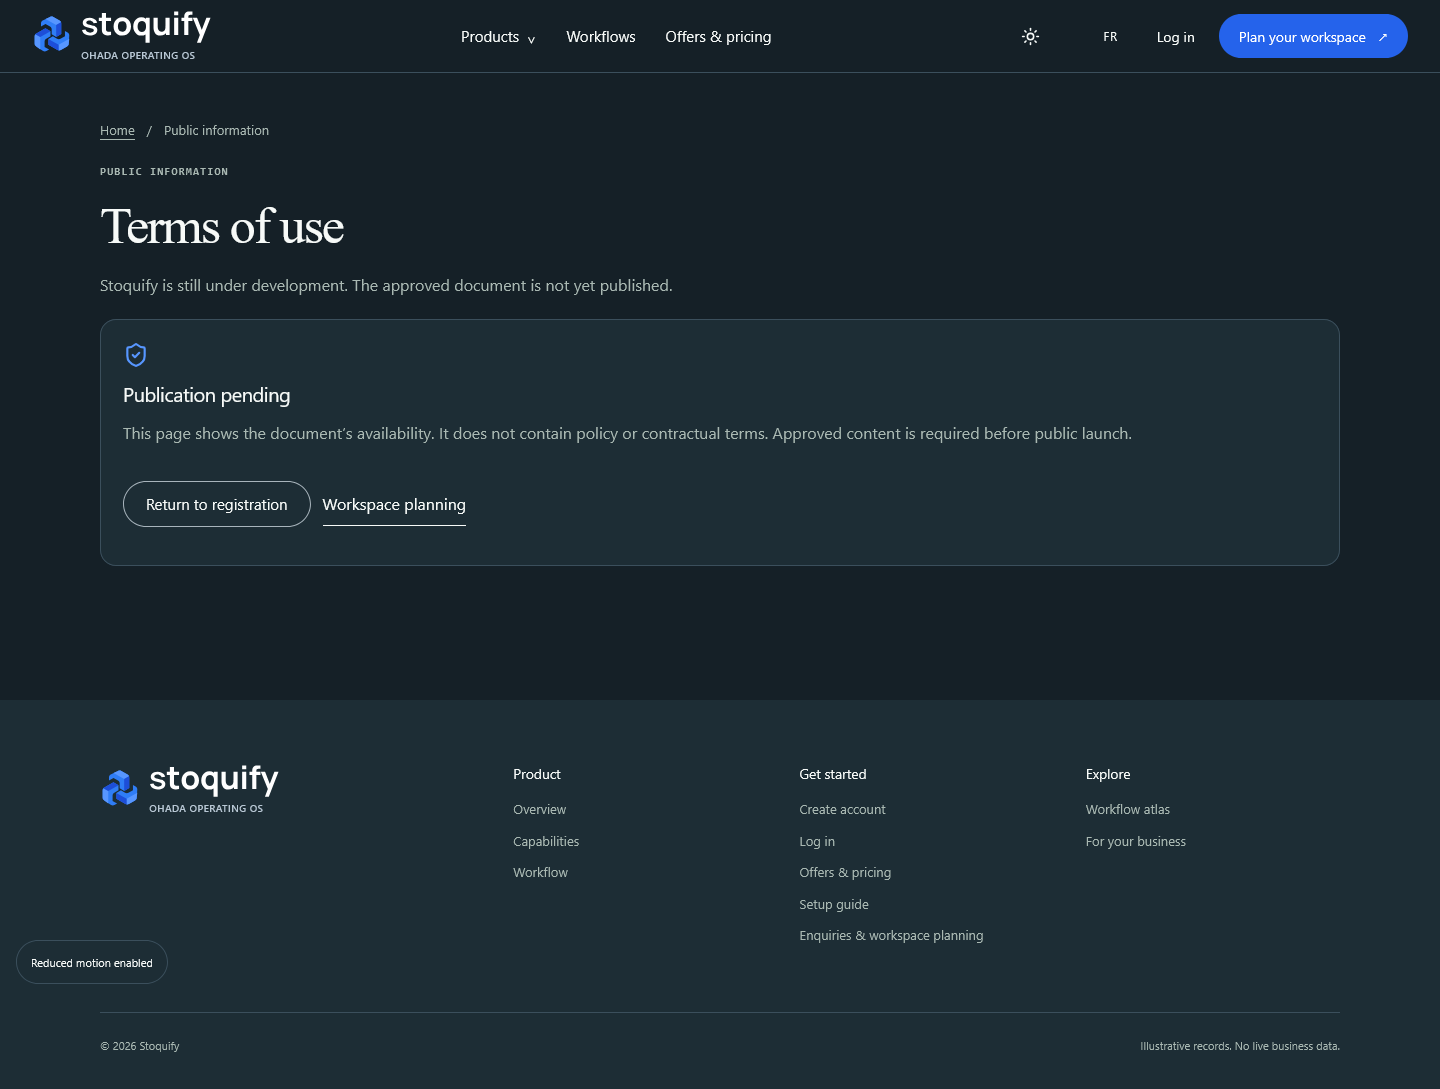 stoquify
OHADA OPERATING OS
Products
Workflows
Offers & pricing
FR
Log in
Plan your workspace ↗
Home / Public information
PUBLIC INFORMATION
Terms of use
Stoquify is still under development. The approved document is not yet published.
Publication pending
This page shows the document's availability. It does not contain policy or contractual terms. Approved content is required before public launch.
Return to registration
Workspace planning
stoquify
OHADA OPERATING OS
Product
Overview
Capabilities
Workflow
Get started
Create account
Log in
Offers & pricing
Setup guide
Enquiries & workspace planning
Explore
Workflow atlas
For your business
Reduced motion enabled
© 2026 Stoquify
Illustrative records. No live business data.